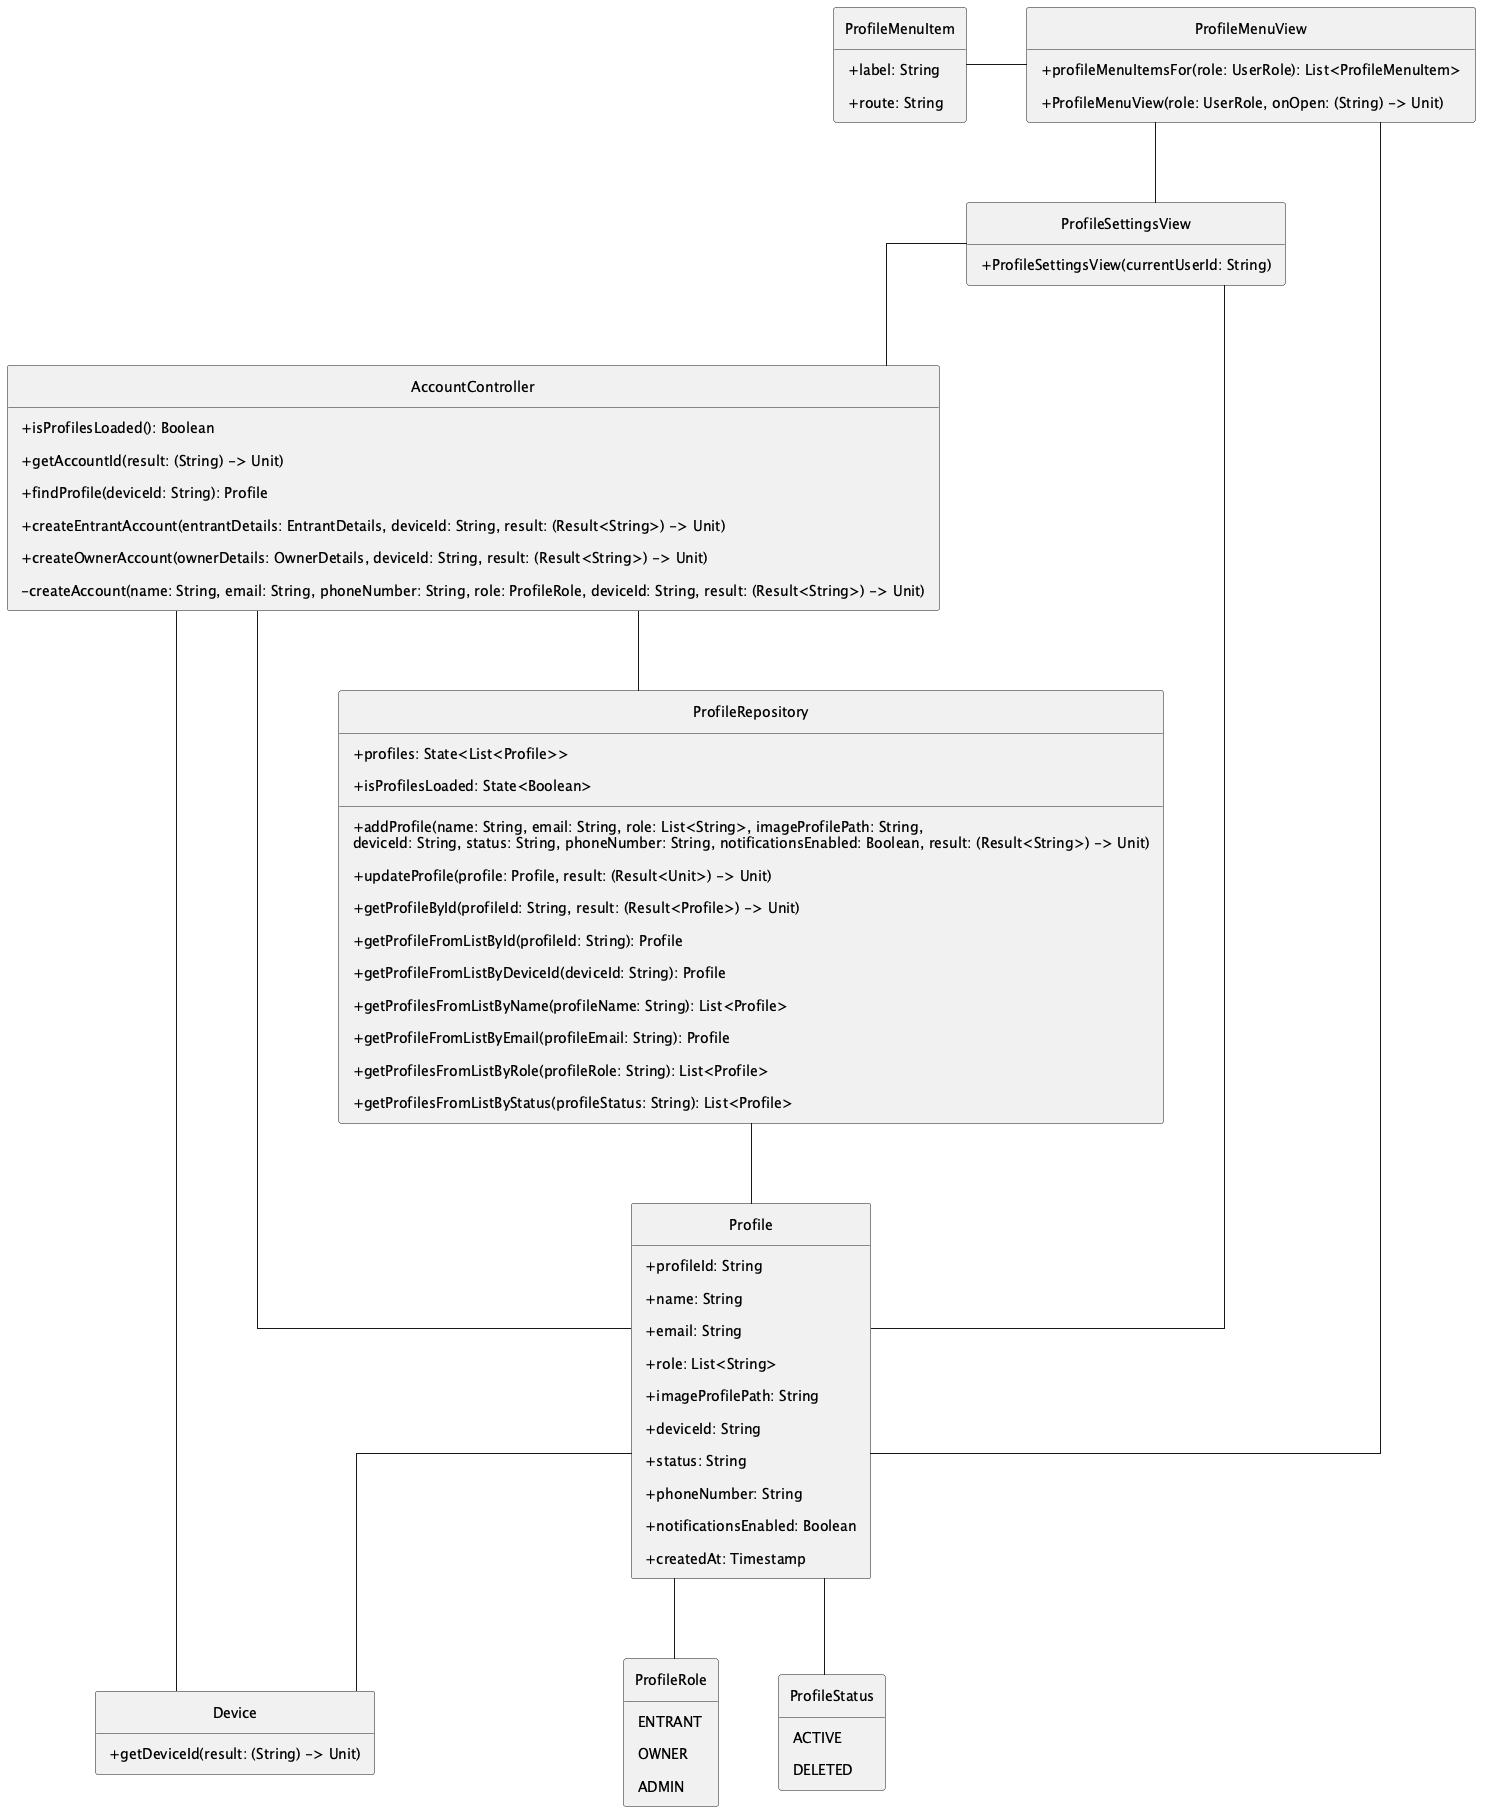 ProfileMenuItem
+label: String
+route: String
ProfileMenuView
+profileMenuItemsFor(role: UserRole): List<ProfileMenuItem>
+ProfileMenuView(role: UserRole, onOpen: (String) -> Unit)
ProfileSettingsView
+ProfileSettingsView(currentUserId: String)
AccountController
+isProfilesLoaded(): Boolean
+getAccountId(result: (String) -> Unit)
+findProfile(deviceId: String): Profile
+createEntrantAccount(entrantDetails: EntrantDetails, deviceId: String, result: (Result<String>) -> Unit)
+createOwnerAccount(ownerDetails: OwnerDetails, deviceId: String, result: (Result<String>) -> Unit)
-createAccount(name: String, email: String, phoneNumber: String, role: ProfileRole, deviceId: String, result: (Result<String>) -> Unit)
ProfileRepository
+profiles: State<List<Profile>>
+isProfilesLoaded: State<Boolean>
+addProfile(name: String, email: String, role: List<String>, imageProfilePath: String,
deviceId: String, status: String, phoneNumber: String, notificationsEnabled: Boolean, result: (Result<String>) -> Unit)
+updateProfile(profile: Profile, result: (Result<Unit>) -> Unit)
+getProfileById(profileId: String, result: (Result<Profile>) -> Unit)
+getProfileFromListById(profileId: String): Profile
+getProfileFromListByDeviceId(deviceId: String): Profile
+getProfilesFromListByName(profileName: String): List<Profile>
+getProfileFromListByEmail(profileEmail: String): Profile
+getProfilesFromListByRole(profileRole: String): List<Profile>
+getProfilesFromListByStatus(profileStatus: String): List<Profile>
Profile
+profileId: String
+name: String
+email: String
+role: List<String>
+imageProfilePath: String
+deviceId: String
+status: String
+phoneNumber: String
+notificationsEnabled: Boolean
+createdAt: Timestamp
Device
+getDeviceId(result: (String) -> Unit)
ProfileRole
ENTRANT
OWNER
ADMIN
ProfileStatus
ACTIVE
DELETED